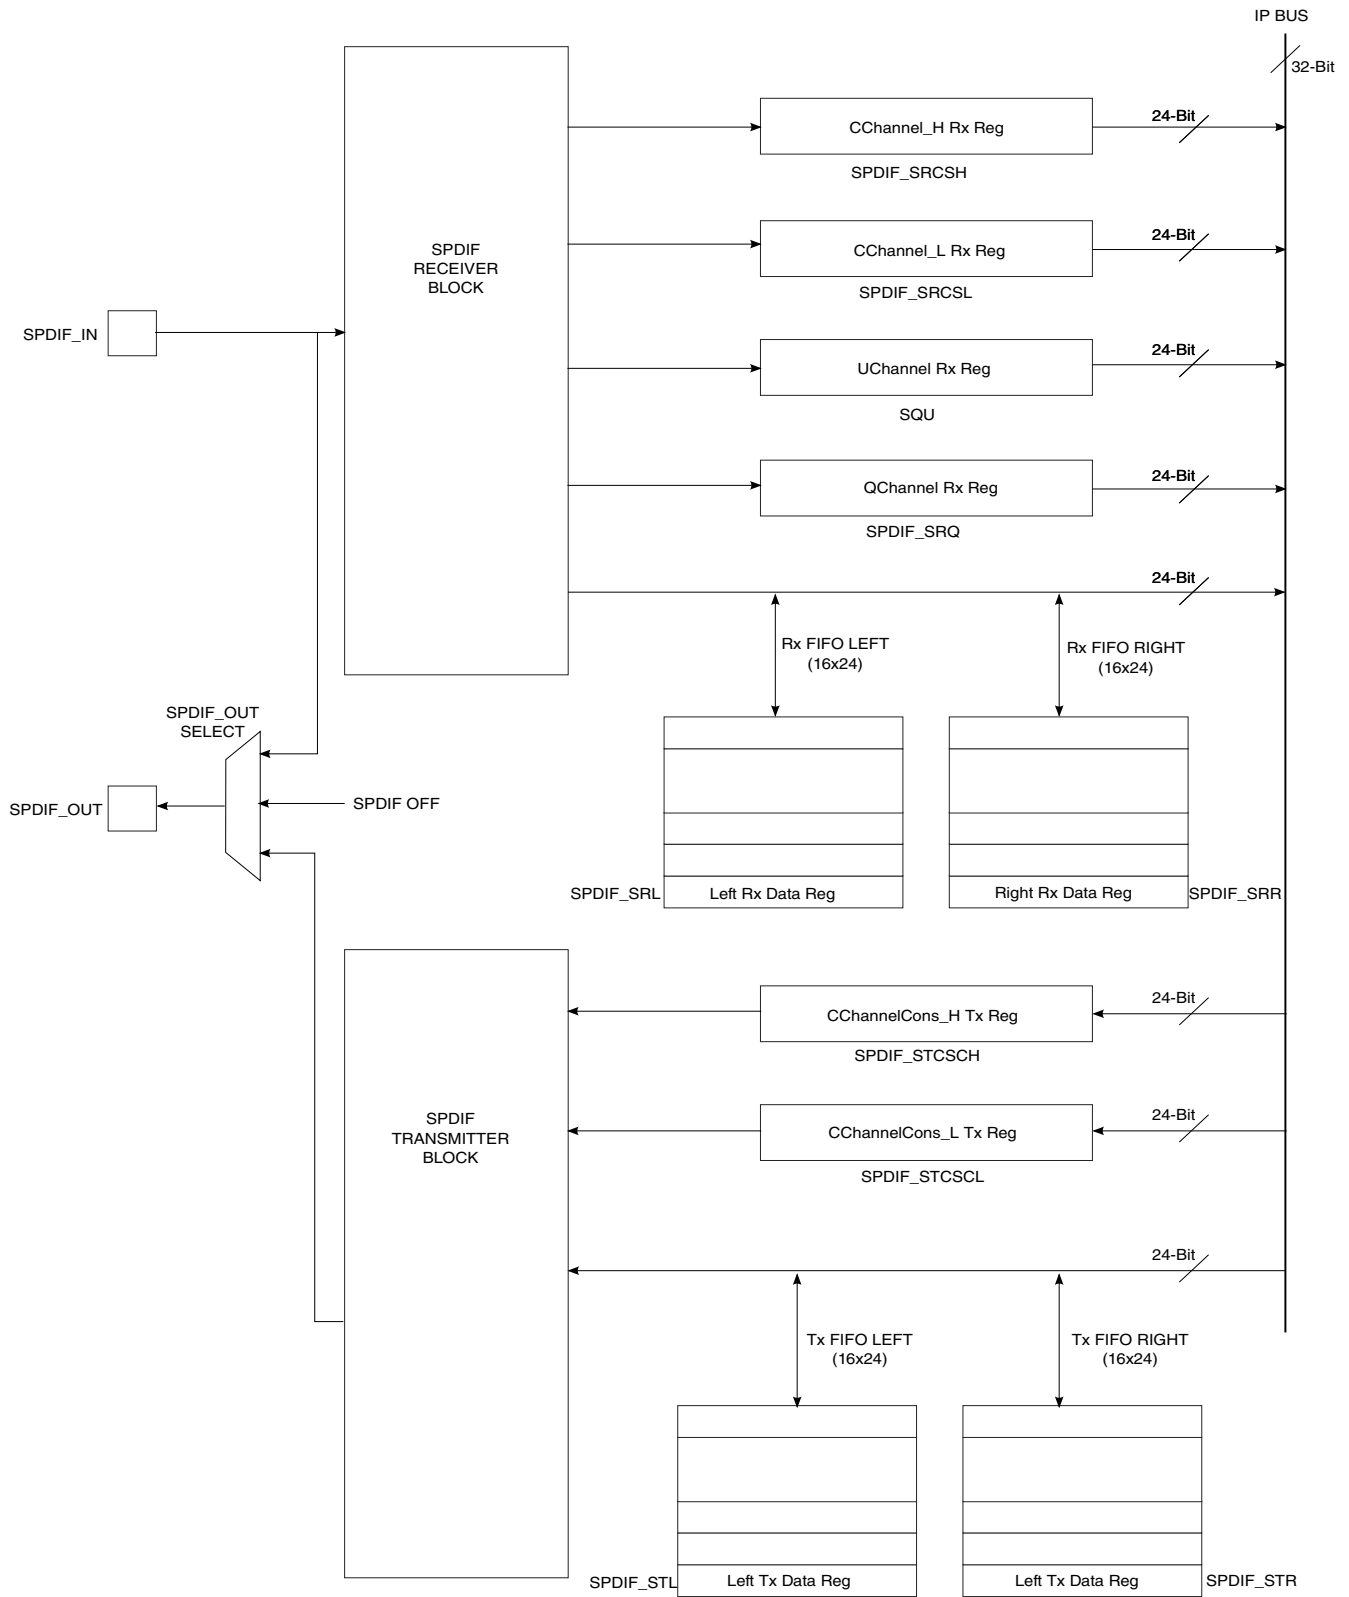 IP BUS
32-Bit
24-Bit
CChannel_H Rx Reg
SPDIF_SRCSH
24-Bit
CChannel_L Rx Reg
SPDIF_SRCSL
SPDIF
RECEIVER
BLOCK
SPDIF_IN
24-Bit
UChannel Rx Reg
SQU
24-Bit
QChannel Rx Reg
SPDIF_SRQ
24-Bit
Rx FIFO LEFT
(16x24)
Rx FIFO RIGHT
(16x24)
SPDIF_OUT
SELECT
SPDIF_OUT
SPDIF OFF
SPDIF_SRL
Left Rx Data Reg
Right Rx Data Reg
SPDIF_SRR
24-Bit
CChannelCons_H Tx Reg
SPDIF_STCSCH
SPDIF
TRANSMITTER
BLOCK
24-Bit
CChannelCons_L Tx Reg
SPDIF_STCSCL
24-Bit
Tx FIFO LEFT
(16x24)
Tx FIFO RIGHT
(16x24)
SPDIF_STL
Left Tx Data Reg
Left Tx Data Reg
SPDIF_STR